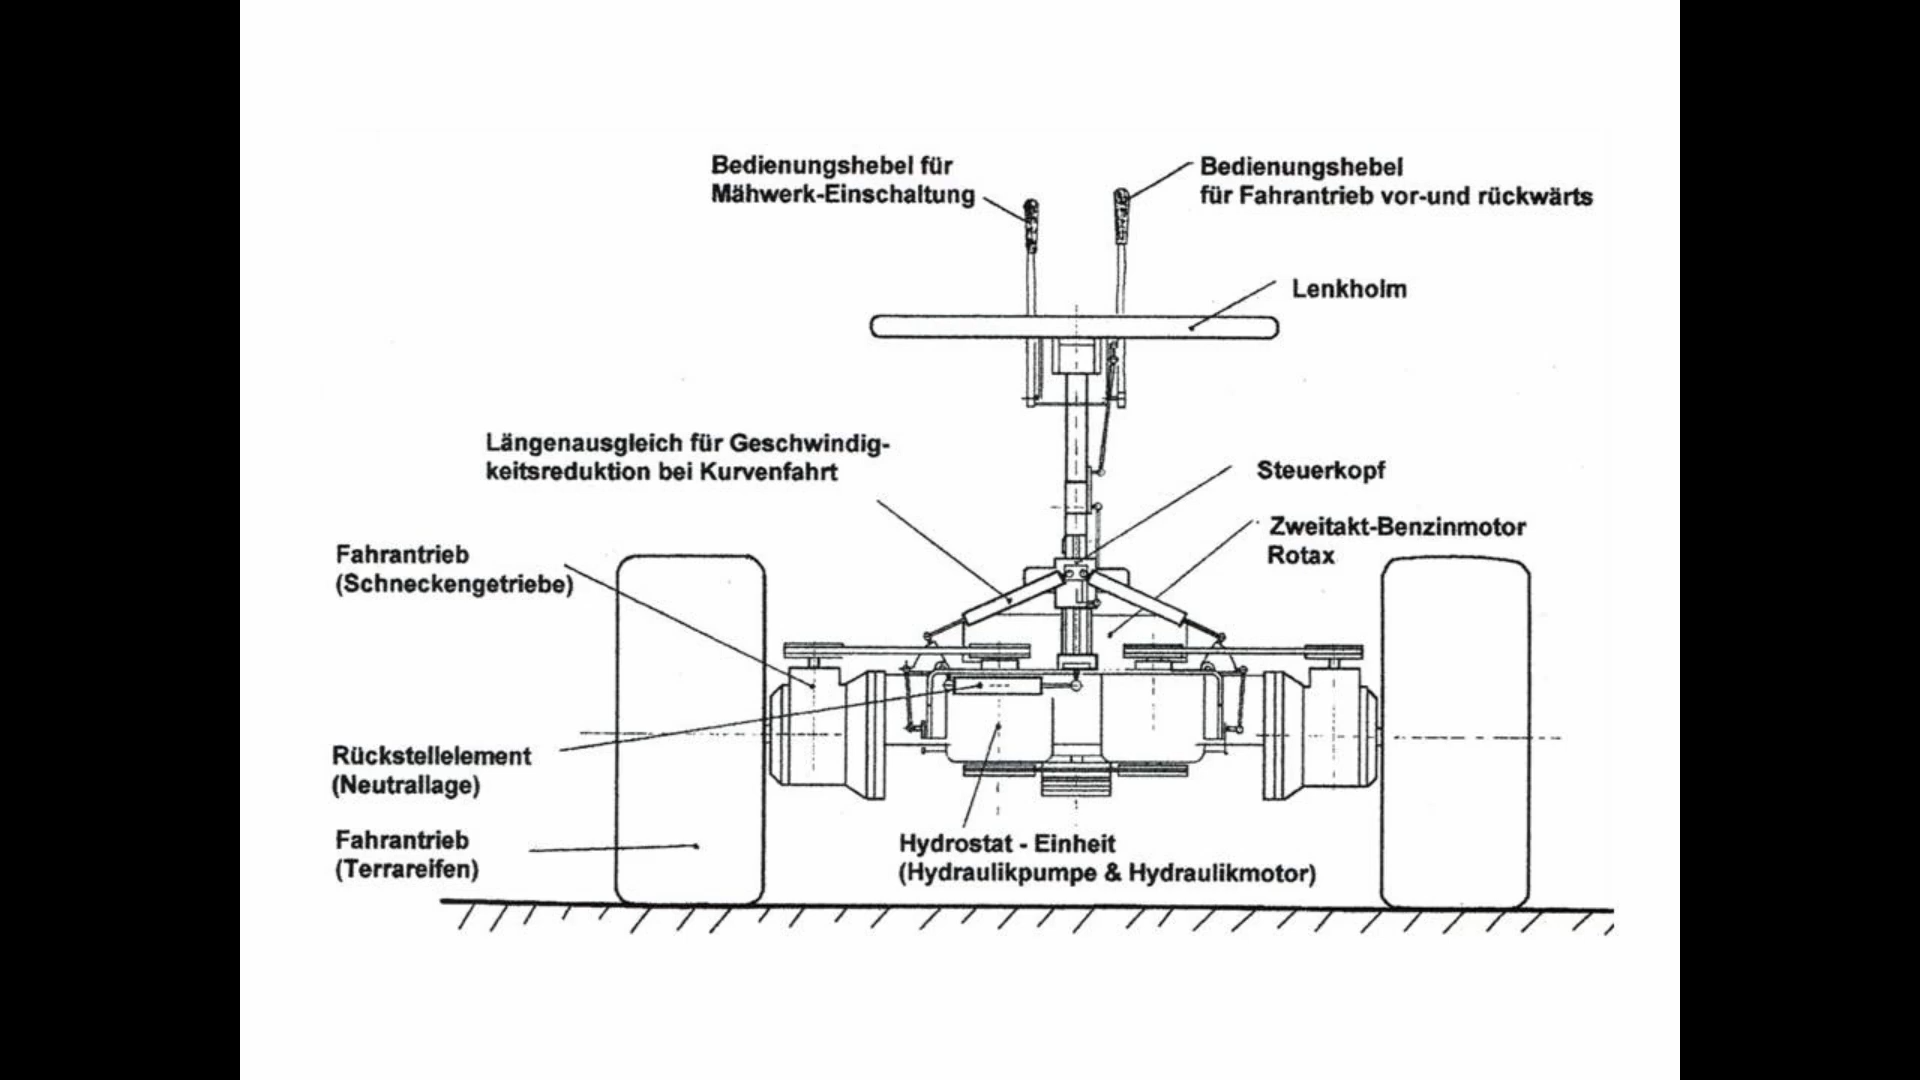 Bedienungshebel für
Mähwerk-Einschaltung
Bedienungshebel
für Fahrantrieb vor-und rückwärts
Lenkholm
Längenausgleich für Geschwindig-
keitsreduktion bei Kurvenfahrt
Steuerkopf
Zweitakt-Benzinmotor
Rotax
Fahrantrieb
(Schneckengetriebe)
Rückstellelement
(Neutrallage)
Fahrantrieb
(Terrareifen)
Hydrostat - Einheit
(Hydraulikpumpe & Hydraulikmotor)